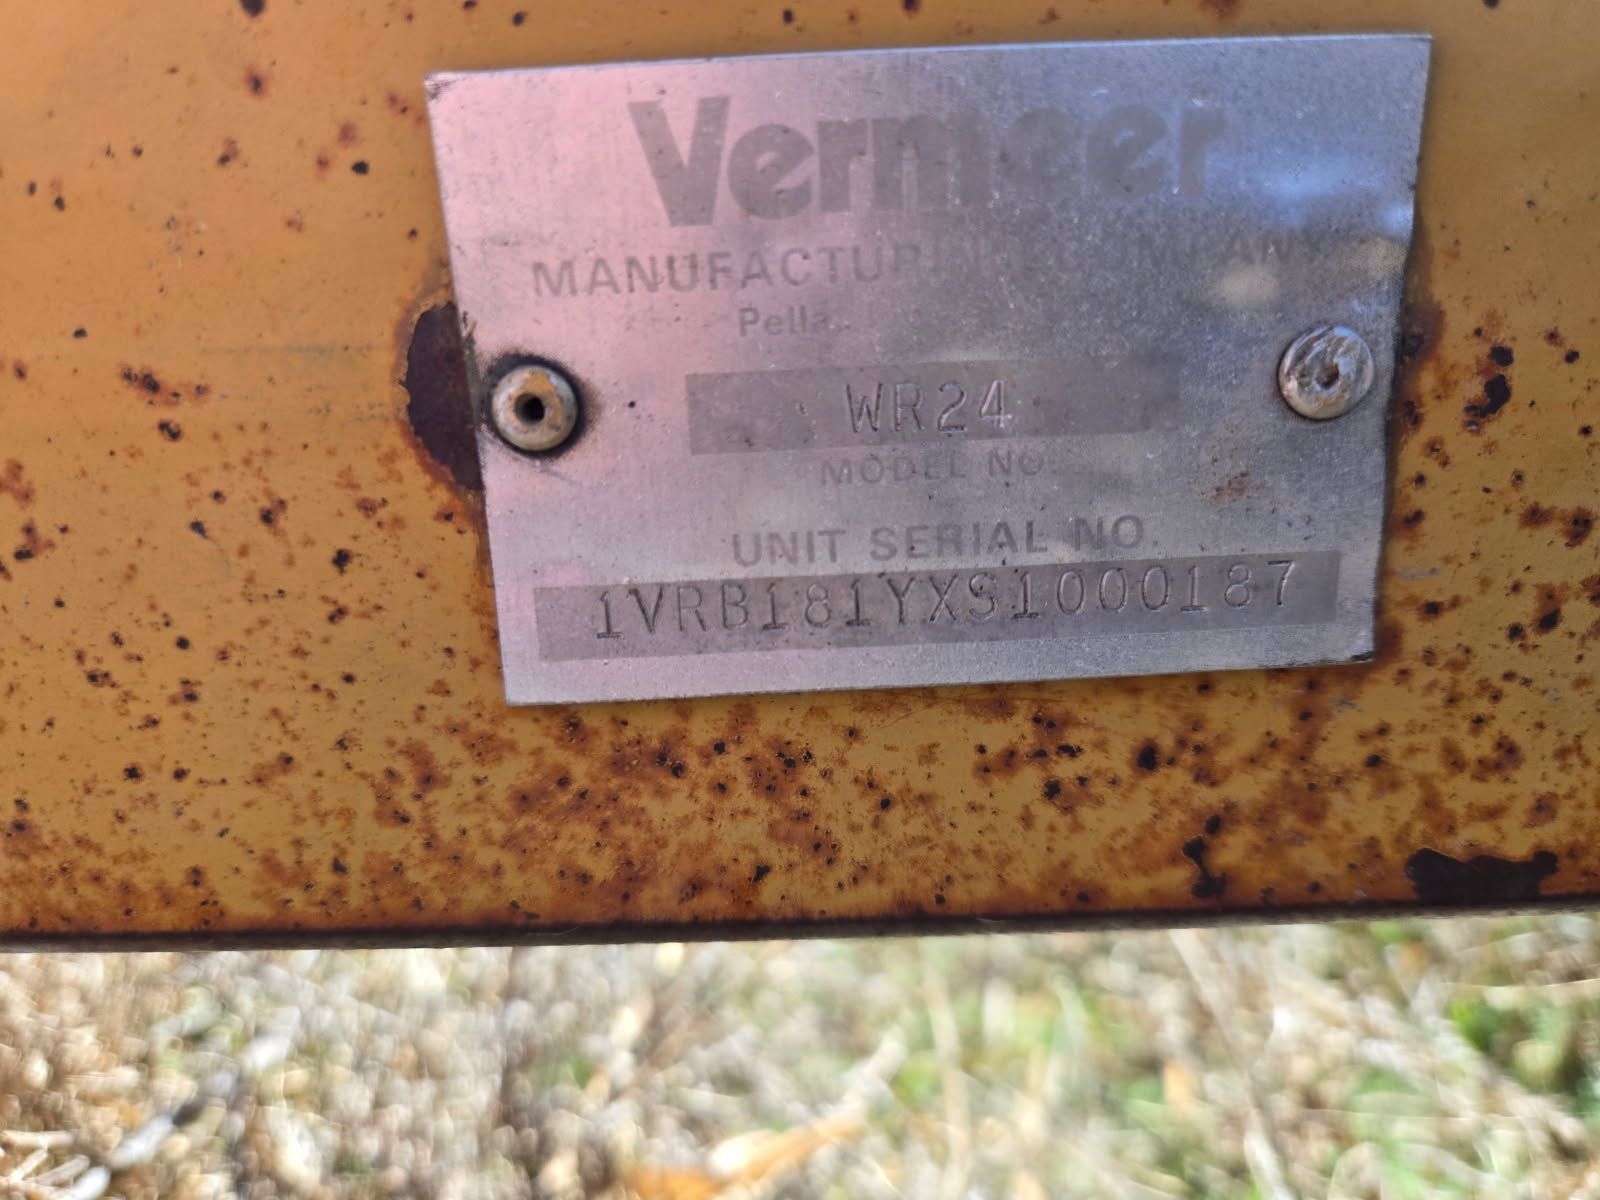 Vermeer
MANUFACTURING COMPANY
Pella
WR24
MODEL NO.
UNIT SERIAL NO.
1VRB181YXS1000187